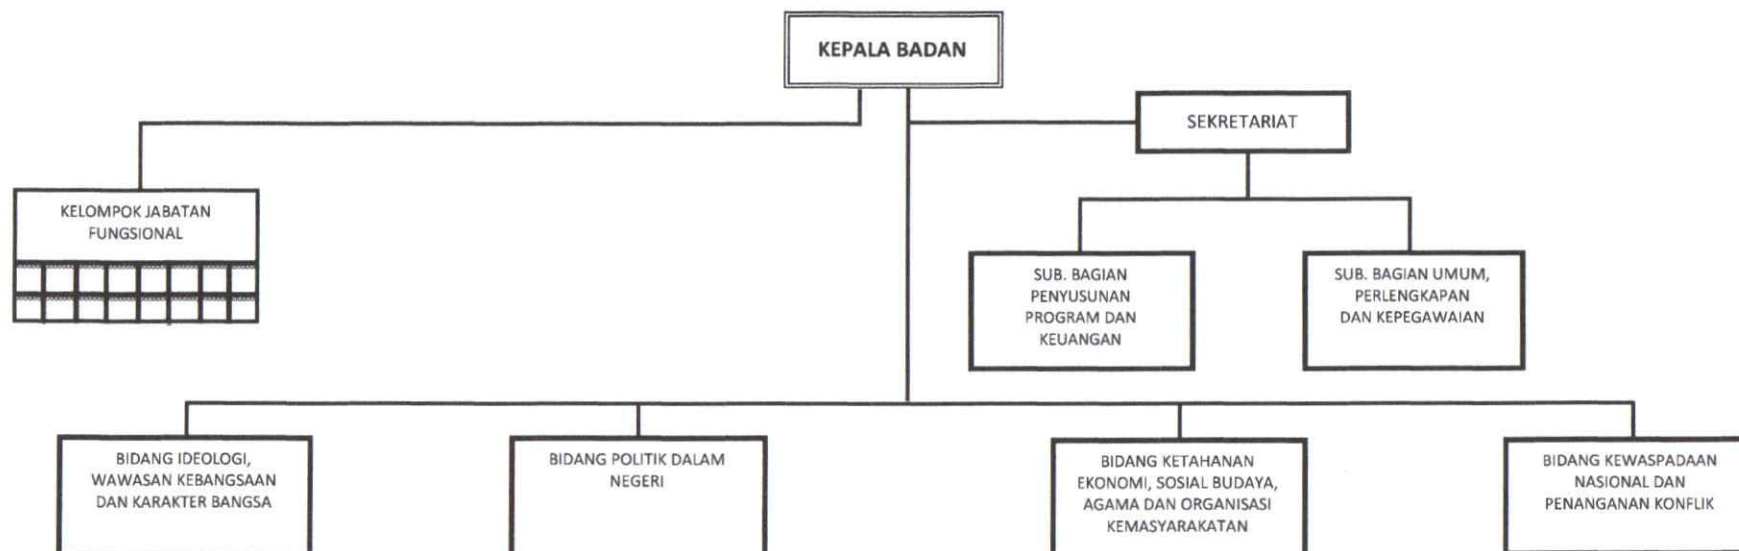 KEPALA BADAN
SEKRETARIAT
KELOMPOK JABATAN
FUNGSIONAL
SUB. BAGIAN
PENYUSUNAN
PROGRAM DAN
KEUANGAN
SUB. BAGIAN UMUM,
PERLENGKAPAN
DAN KEPEGAWAIAN
BIDANG IDEOLOGI,
WAWASAN KEBANGSAAN
DAN KARAKTER BANGSA
BIDANG POLITIK DALAM
NEGERI
BIDANG KETAHANAN
EKONOMI, SOSIAL BUDAYA,
AGAMA DAN ORGANISASI
KEMASYARAKATAN
BIDANG KEWASPADAAN
NASIONAL DAN
PENANGANAN KONFLIK